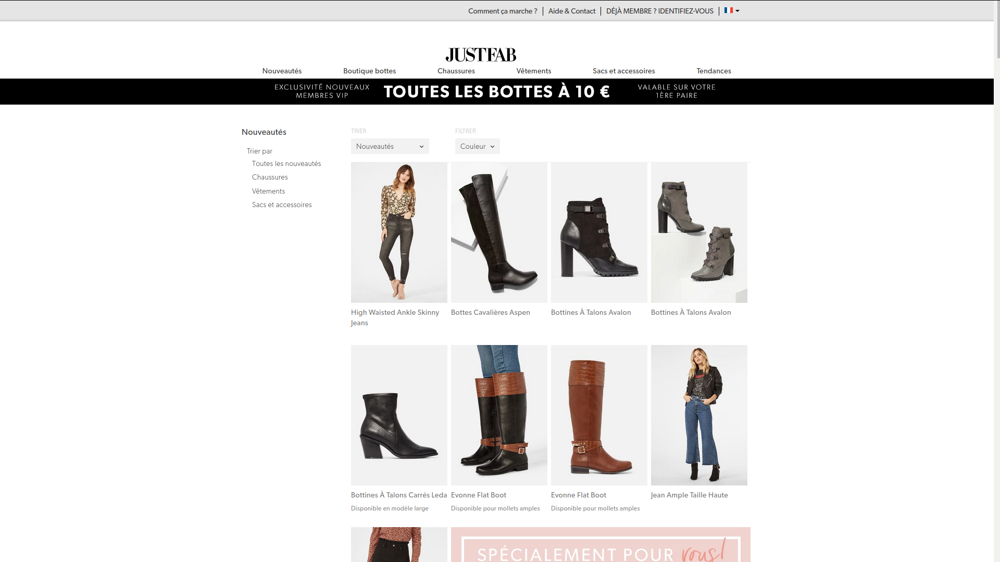 Comment ça marche ?
Aide & Contact
DÉJÀ MEMBRE ? IDENTIFIEZ-VOUS
JUSTFAB
Nouveautés
Boutique bottes
Chaussures
Vêtements
Sacs et accessoires
Tendances
EXCLUSIVITÉ NOUVEAUX
MEMBRES VIP
TOUTES LES BOTTES À 10 €
VALABLE SUR VOTRE
1ÈRE PAIRE
Nouveautés
Trier par
Toutes les nouveautés
Chaussures
Vêtements
Sacs et accessoires
TRIER
Nouveautés
FILTRER
Couleur
High Waisted Ankle Skinny
Jeans
Bottes Cavalières Aspen
Bottines À Talons Avalon
Bottines À Talons Avalon
Bottines À Talons Carrés Leda
Disponible en modèle large
Evonne Flat Boot
Disponible pour mollets amples
Evonne Flat Boot
Disponible pour mollets amples
Jean Ample Taille Haute
SPÉCIALEMENT POUR vous!